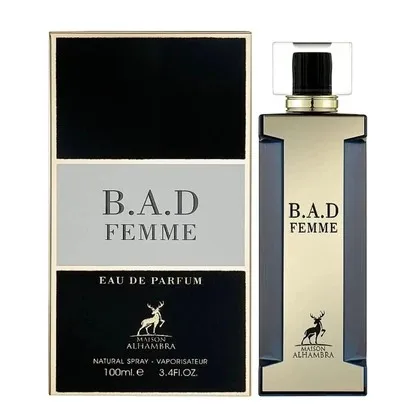 B.A.D
FEMME
EAU DE PARFUM
MAISON
ALHAMBRA
NATURAL SPRAY · VAPORISATEUR
100ml. ℮ 3.4FL.OZ.
B.A.D
FEMME
MAISON
ALHAMBRA